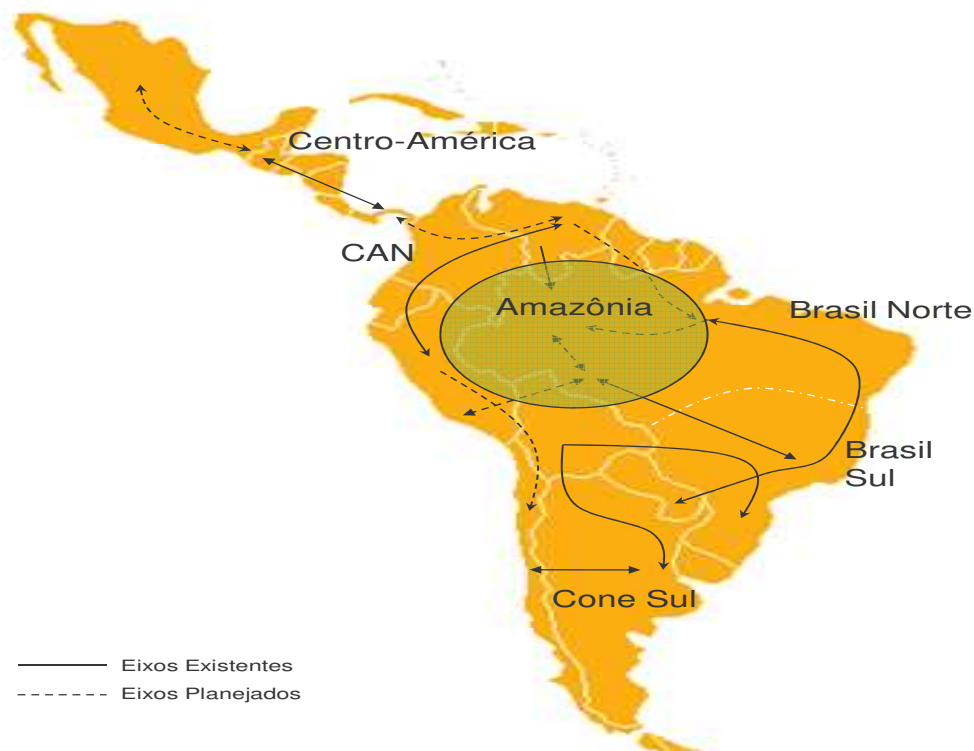 Centro-América
CAN
Amazônia
Brasil Norte
Brasil
Sul
Cone Sul
Eixos Existentes
Eixos Planejados